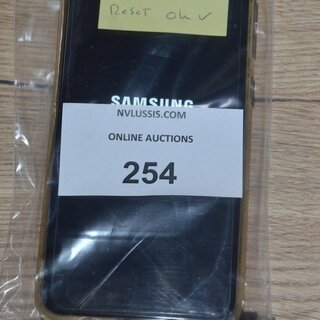 Reset ok v
SAMSUNG
NVLUSSIS.COM
ONLINE AUCTIONS
254